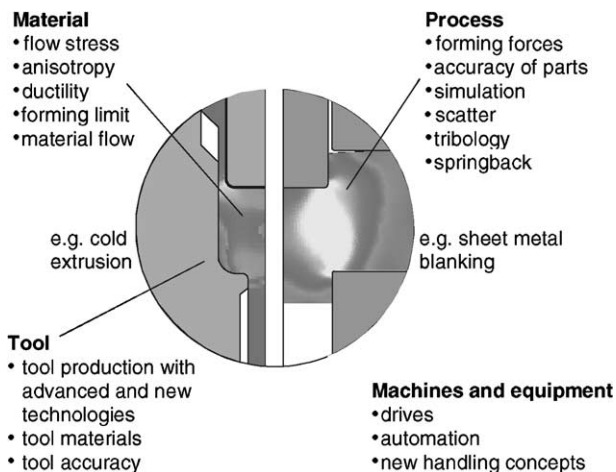 Material
•flow stress
•anisotropy
•ductility
•forming limit
•material flow
Process
•forming forces
•accuracy of parts
•simulation
•scatter
•tribology
•springback
e.g. cold
extrusion
e.g. sheet metal
blanking
Tool
• tool production with
advanced and new
technologies
• tool materials
• tool accuracy
Machines and equipment
•drives
•automation
•new handling concepts